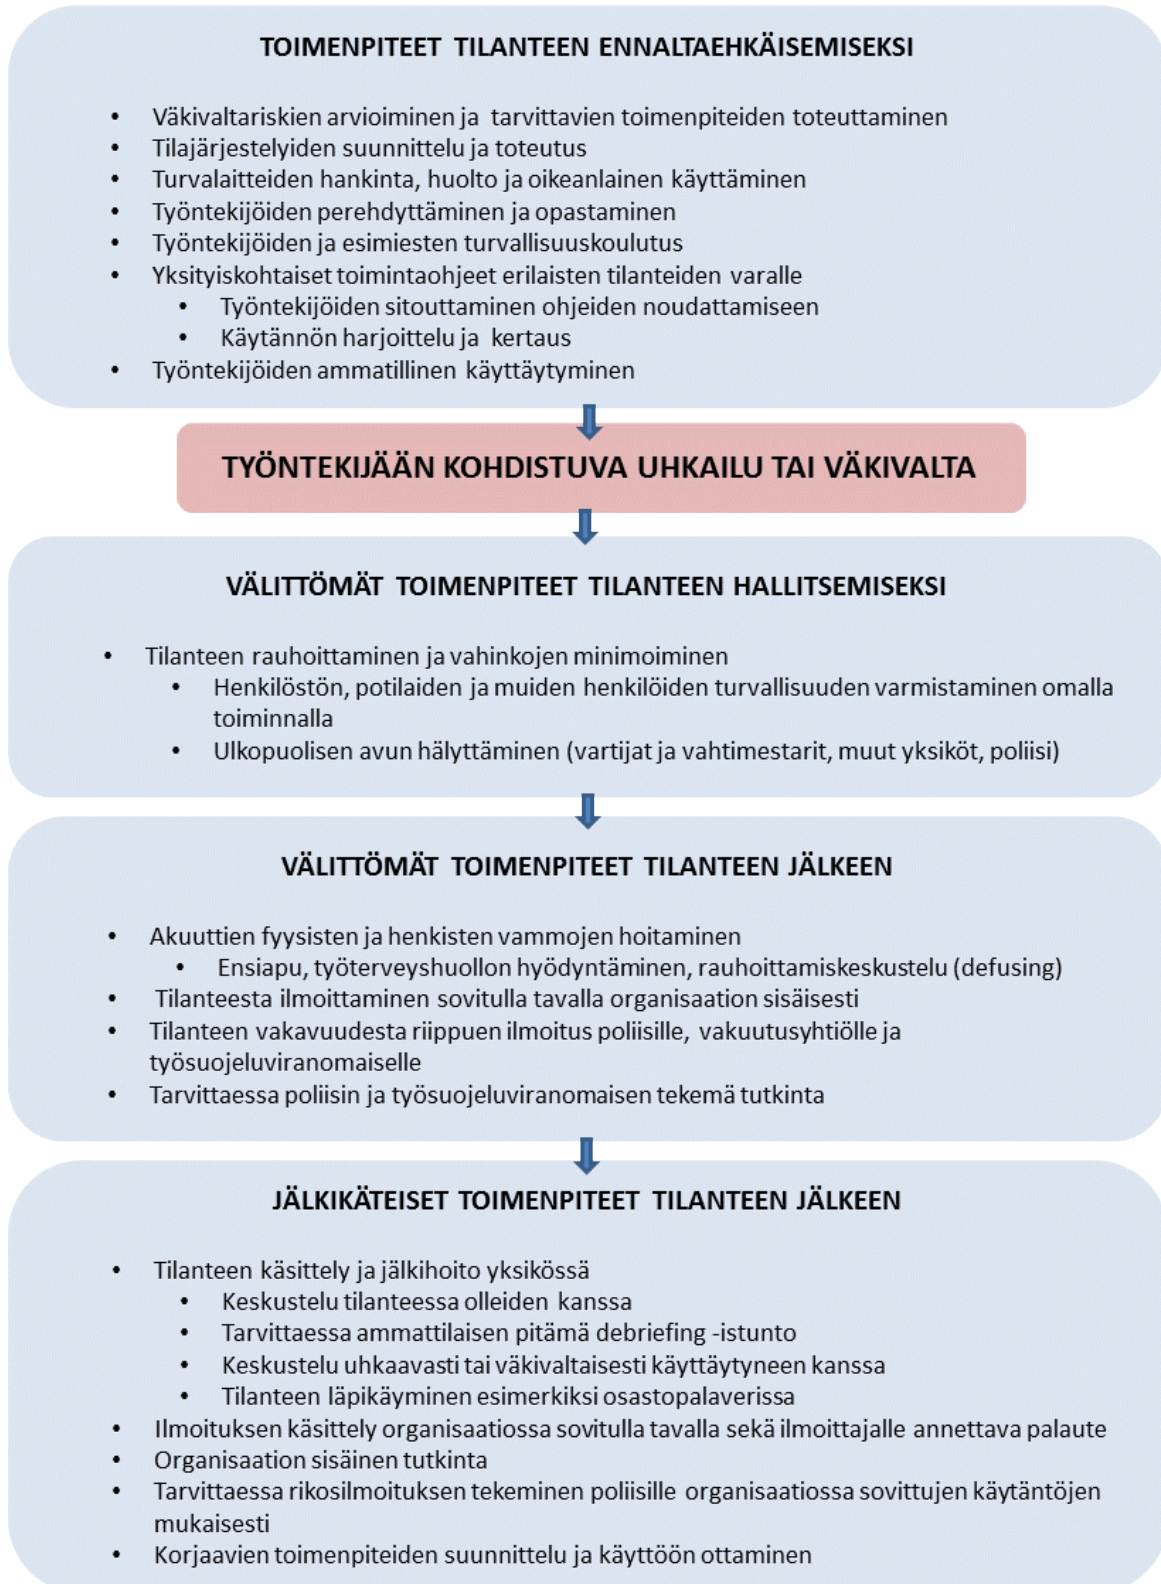 TOIMENPITEET TILANTEEN ENNALTAEHKÄISEMISEKSI
• Väkivaltariskien arvioiminen ja tarvittavien toimenpiteiden toteuttaminen
• Tilajärjestelyiden suunnittelu ja toteutus
• Turvalaitteiden hankinta, huolto ja oikeanlainen käyttäminen
• Työntekijöiden perehdyttäminen ja opastaminen
• Työntekijöiden ja esimiesten turvallisuuskoulutus
• Yksityiskohtaiset toimintaohjeet erilaisten tilanteiden varalle
• Työntekijöiden sitouttaminen ohjeiden noudattamiseen
• Käytännön harjoittelu ja kertaus
• Työntekijöiden ammatillinen käyttäytyminen
TYÖNTEKIJÄÄN KOHDISTUVA UHKAILU TAI VÄKIVALTA
VÄLITTÖMÄT TOIMENPITEET TILANTEEN HALLITSEMISEKSI
• Tilanteen rauhoittaminen ja vahinkojen minimoiminen
• Henkilöstön, potilaiden ja muiden henkilöiden turvallisuuden varmistaminen omalla
toiminnalla
• Ulkopuolisen avun hälyttäminen (vartijat ja vahtimestarit, muut yksiköt, poliisi)
VÄLITTÖMÄT TOIMENPITEET TILANTEEN JÄLKEEN
• Akuuttien fyysisten ja henkisten vammojen hoitaminen
• Ensiapu, työterveyshuollon hyödyntäminen, rauhoittamiskeskustelu (defusing)
• Tilanteesta ilmoittaminen sovitulla tavalla organisaation sisäisesti
• Tilanteen vakavuudesta riippuen ilmoitus poliisille, vakuutusyhtiölle ja
työsuojeluviranomaiselle
• Tarvittaessa poliisin ja työsuojeluviranomaisen tekemä tutkinta
JÄLKIKÄTEISET TOIMENPITEET TILANTEEN JÄLKEEN
• Tilanteen käsittely ja jälkihoito yksikössä
• Keskustelu tilanteessa olleiden kanssa
• Tarvittaessa ammattilaisen pitämä debriefing -istunto
• Keskustelu uhkaavasti tai väkivaltaisesti käyttäytyneen kanssa
• Tilanteen läpikäyminen esimerkiksi osastopalaverissa
• Ilmoituksen käsittely organisaatiossa sovitulla tavalla sekä ilmoittajalle annettava palaute
• Organisaation sisäinen tutkinta
• Tarvittaessa rikosilmoituksen tekeminen poliisille organisaatiossa sovittujen käytäntöjen
mukaisesti
• Korjaavien toimenpiteiden suunnittelu ja käyttöön ottaminen